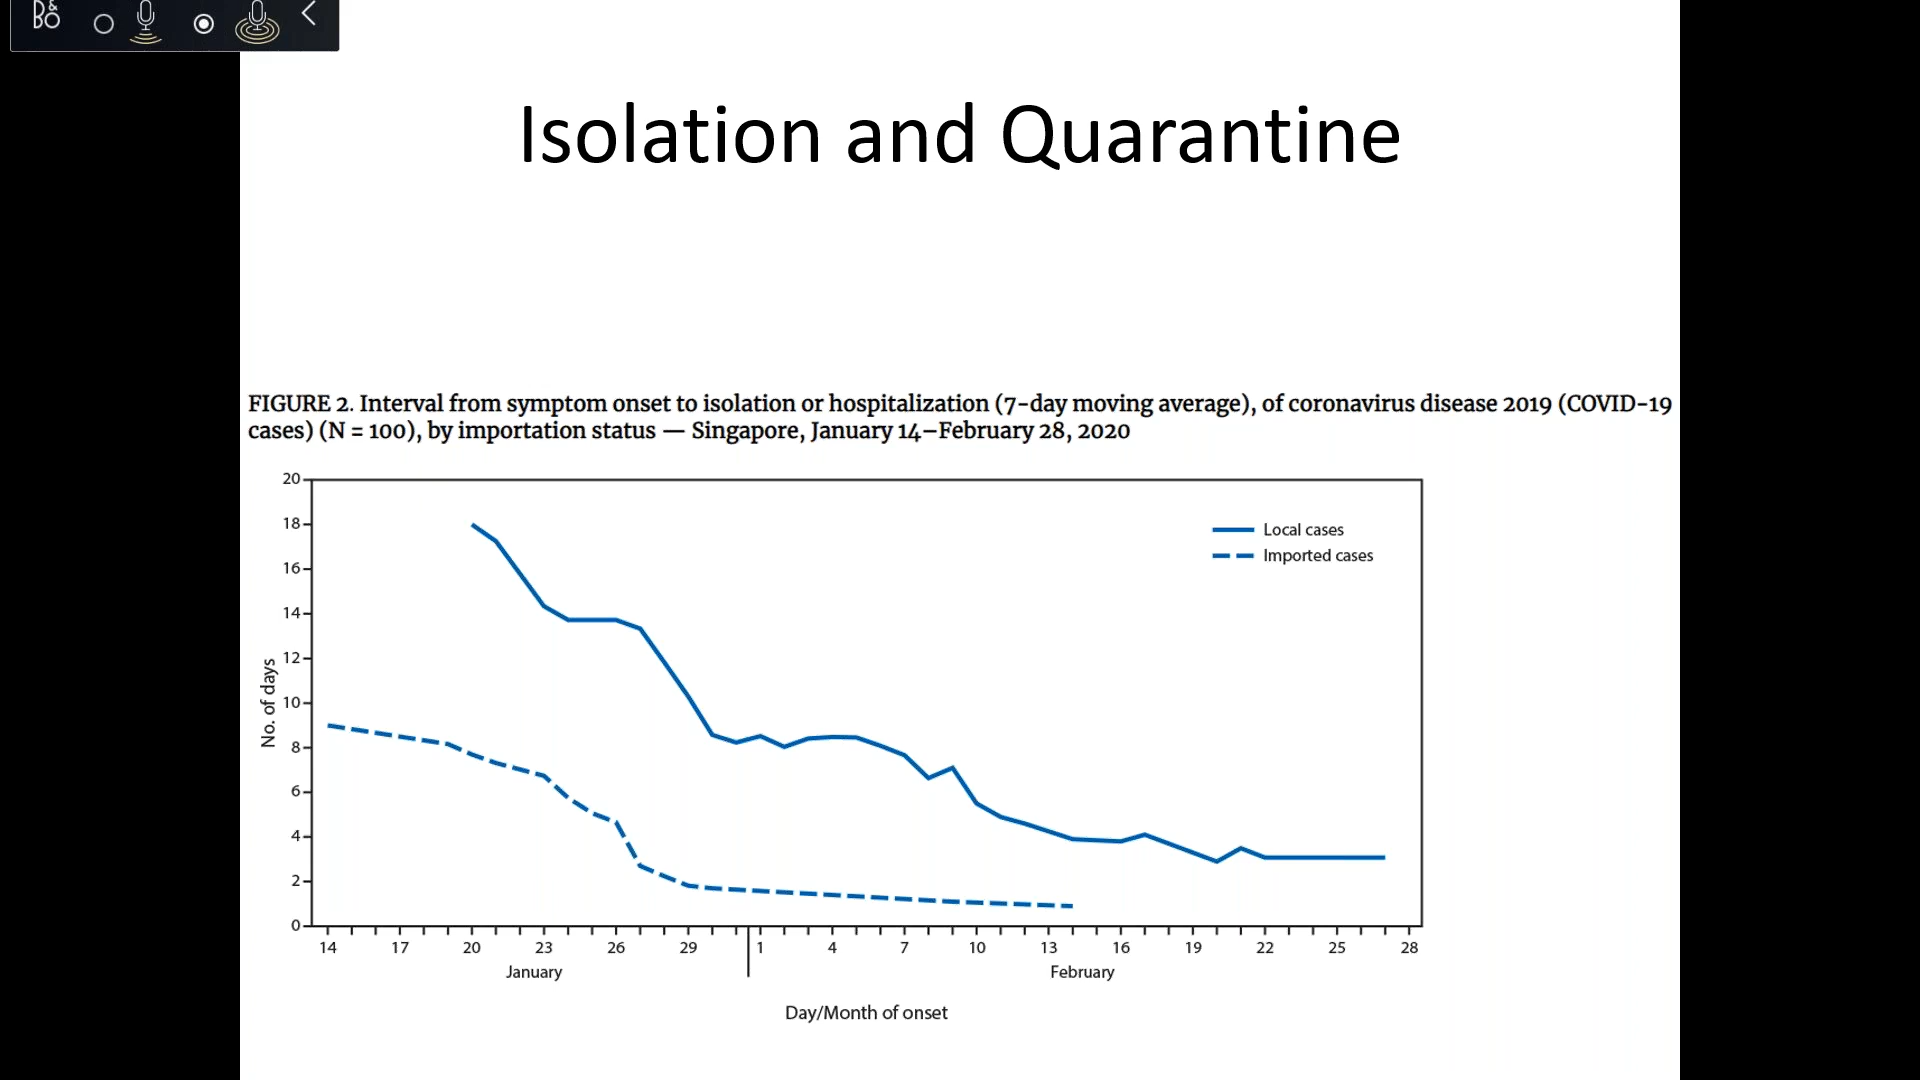 B&O
Isolation and Quarantine
FIGURE 2. Interval from symptom onset to isolation or hospitalization (7-day moving average), of coronavirus disease 2019 (COVID-19
cases) (N = 100), by importation status — Singapore, January 14–February 28, 2020
20
18
16
14
12
10
8
6
4
2
0
No. of days
Local cases
Imported cases
14 17 20 23 26 29 1 4 7 10 13 16 19 22 25 28
January February
Day/Month of onset